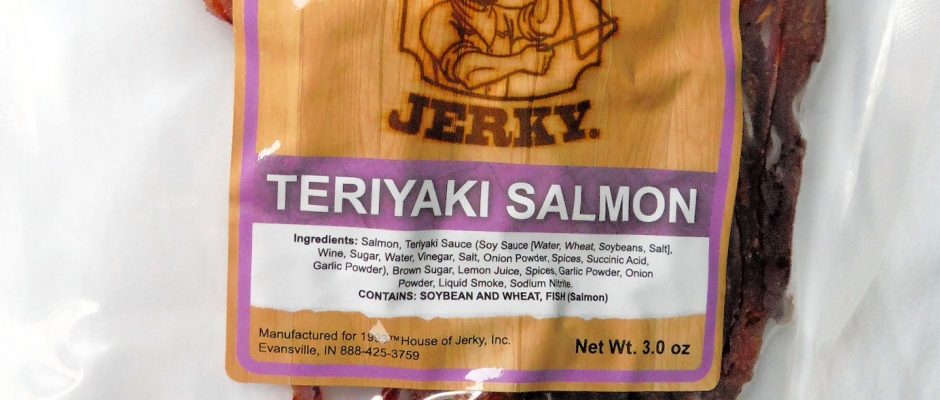 JERKY.
TERIYAKI SALMON
Ingredients: Salmon, Teriyaki Sauce (Soy Sauce [Water, Wheat, Soybeans, Salt],
Wine, Sugar, Water, Vinegar, Salt, Onion Powder, Spices, Succinic Acid,
Garlic Powder), Brown Sugar, Lemon Juice, Spices, Garlic Powder, Onion
Powder, Liquid Smoke, Sodium Nitrite.
CONTAINS: SOYBEAN AND WHEAT, FISH (Salmon)
Manufactured for ™House of Jerky, Inc.
Evansville, IN 888-425-3759
Net Wt. 3.0 oz